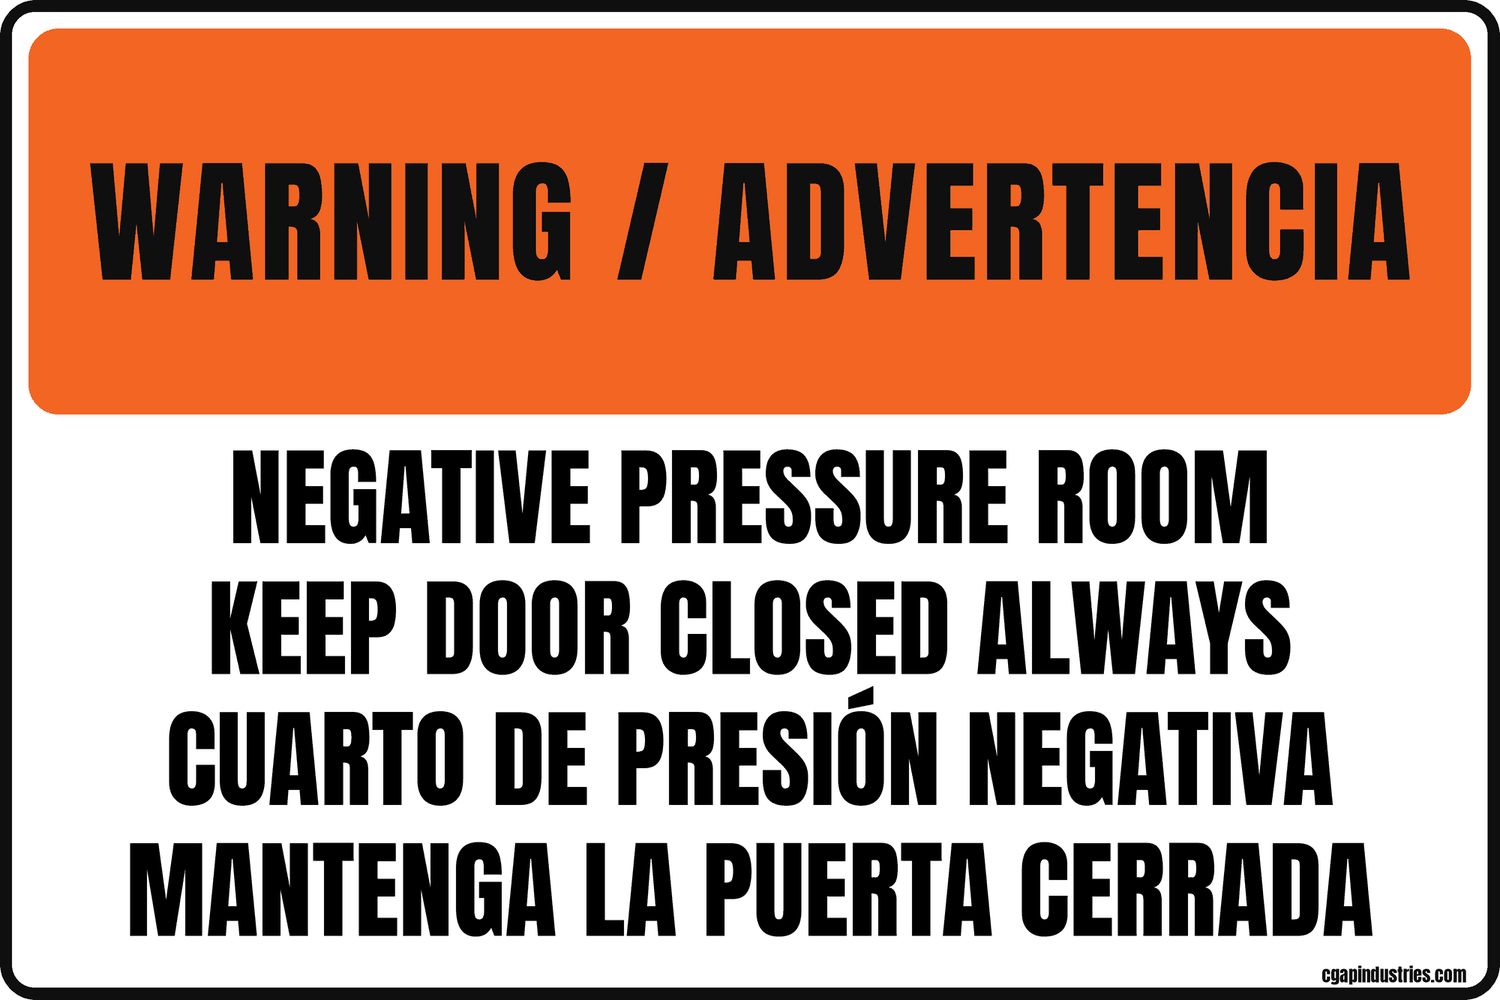 WARNING / ADVERTENCIA
NEGATIVE PRESSURE ROOM
KEEP DOOR CLOSED ALWAYS
CUARTO DE PRESIÓN NEGATIVA
MANTENGA LA PUERTA CERRADA
cgapindustries.com